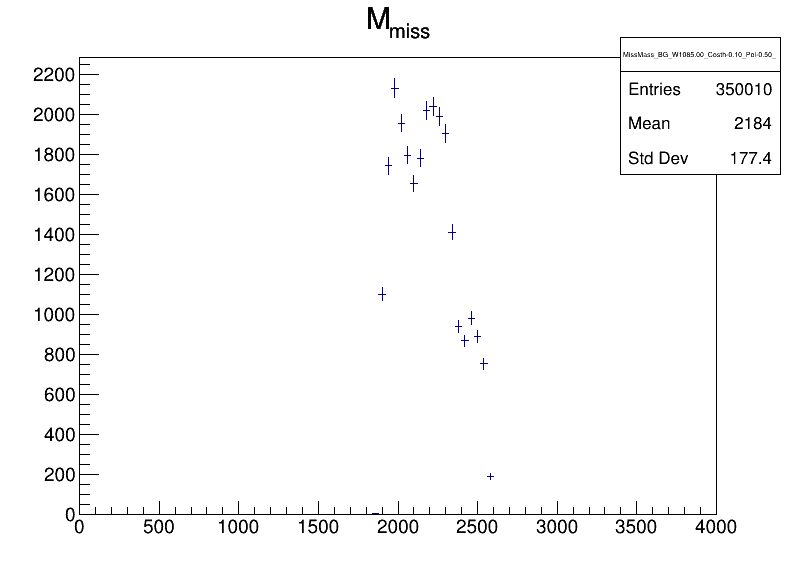 Mmiss
MissMass_BG_W1085.00_Costh-0.10_Pol-0.50_
Entries 350010
Mean 2184
Std Dev 177.4
2200
2000
1800
1600
1400
1200
1000
800
600
400
200
0
0 500 1000 1500 2000 2500 3000 3500 4000